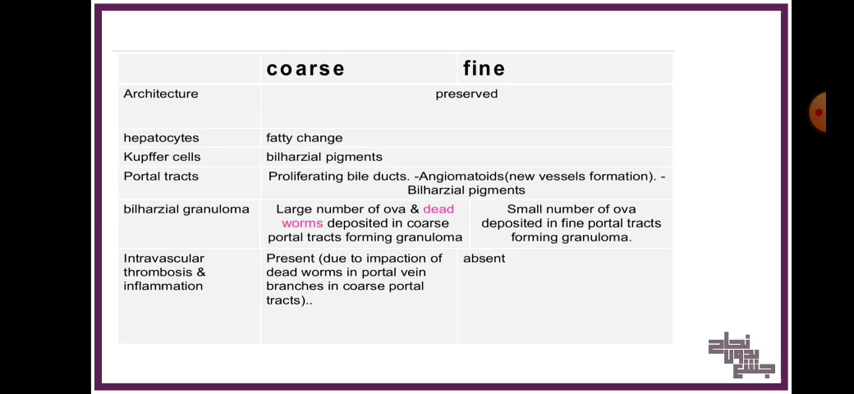 coarse fine
Architecture preserved
hepatocytes fatty change
Kupffer cells bilharzial pigments
Portal tracts Proliferating bile ducts. -Angiomatoids(new vessels formation). -
Bilharzial pigments
bilharzial granuloma Large number of ova & dead Small number of ova
worms deposited in coarse deposited in fine portal tracts
portal tracts forming granuloma forming granuloma.
Intravascular Present (due to impaction of absent
thrombosis & dead worms in portal vein
inflammation branches in coarse portal
tracts)..
نجاح
بدون
جشع